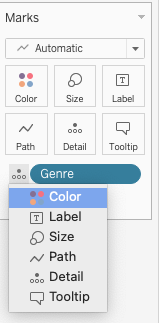 Marks
Automatic
Color Size Label
Path Detail Tooltip
Genre
Color
Label
Size
Path
Detail
Tooltip